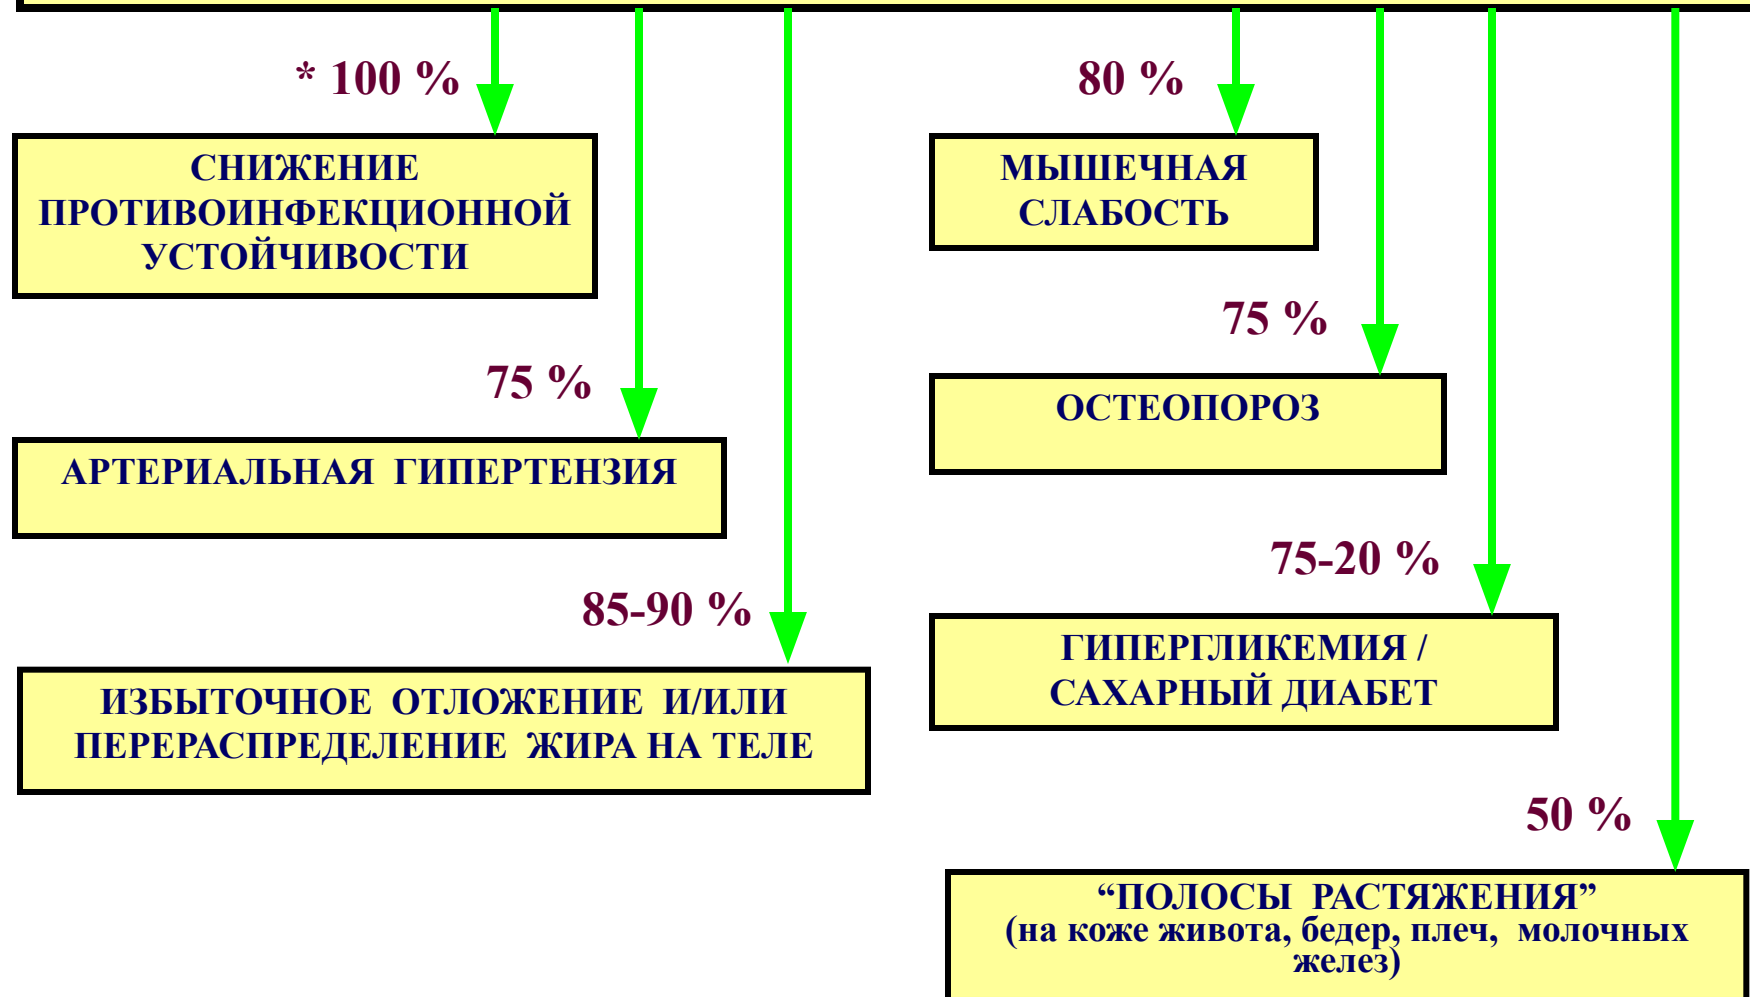 * 100 %
СНИЖЕНИЕ
ПРОТИВОИНФЕКЦИОННОЙ
УСТОЙЧИВОСТИ
75 %
АРТЕРИАЛЬНАЯ ГИПЕРТЕНЗИЯ
85-90 %
ИЗБЫТОЧНОЕ ОТЛОЖЕНИЕ И/ИЛИ
ПЕРЕРАСПРЕДЕЛЕНИЕ ЖИРА НА ТЕЛЕ
80 %
МЫШЕЧНАЯ
СЛАБОСТЬ
75 %
ОСТЕОПОРОЗ
75-20 %
ГИПЕРГЛИКЕМИЯ /
САХАРНЫЙ ДИАБЕТ
50 %
“ПОЛОСЫ РАСТЯЖЕНИЯ”
(на коже живота, бедер, плеч, молочных
желез)